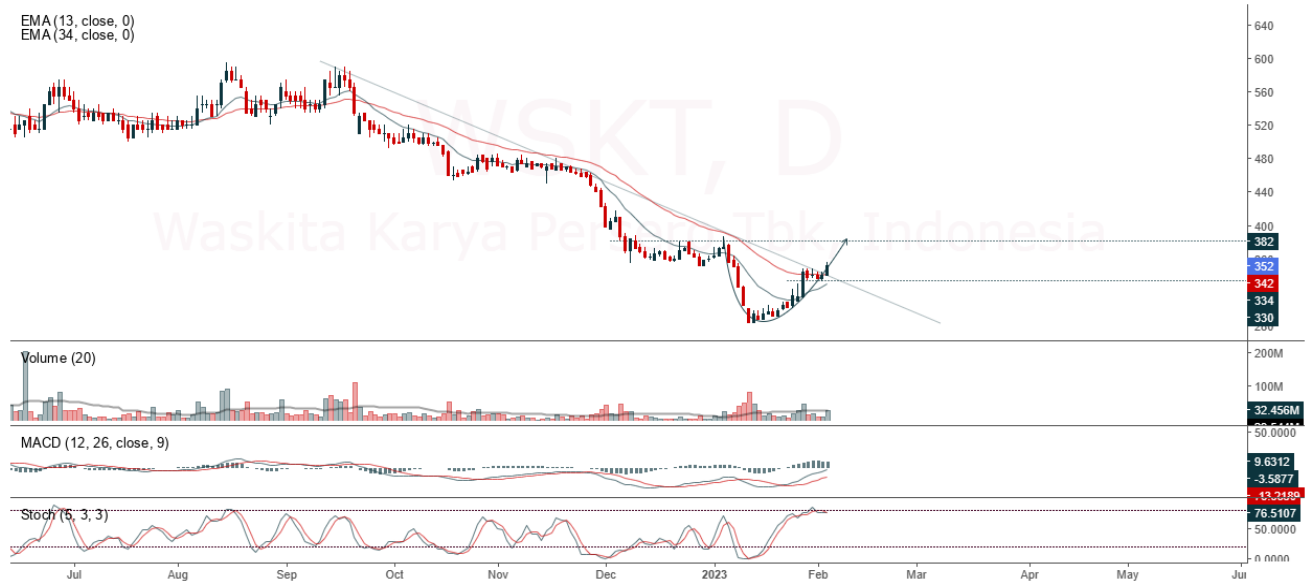 EMA (13, close, 0)
EMA (34, close, 0)
WSKT, D
Waskita Karya Tbk. Indonesia
640
600
560
520
480
440
400
382
352
342
334
330
Volume (20)
200M
100M
32.456M
MACD (12, 26, close, 9)
50.0000
9.6312
-3.5877
-13.2189
Stoch (5, 3, 3)
76.5107
50.0000
0.0000
Jul Aug Sep Oct Nov Dec 2023 Feb Mar Apr May